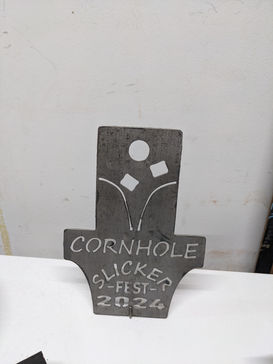 CORNHOLE
SLICKER
-FEST-
2024